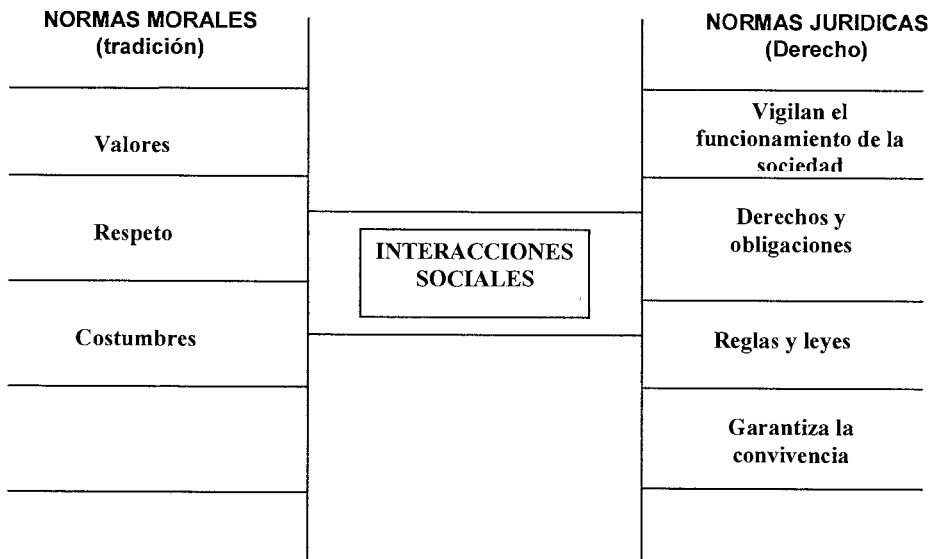 NORMAS MORALES
(tradición)
Valores
Respeto
Costumbres
INTERACCIONES
SOCIALES
NORMAS JURIDICAS
(Derecho)
Vigilan el
funcionamiento de la
sociedad
Derechos y
obligaciones
Reglas y leyes
Garantiza la
convivencia